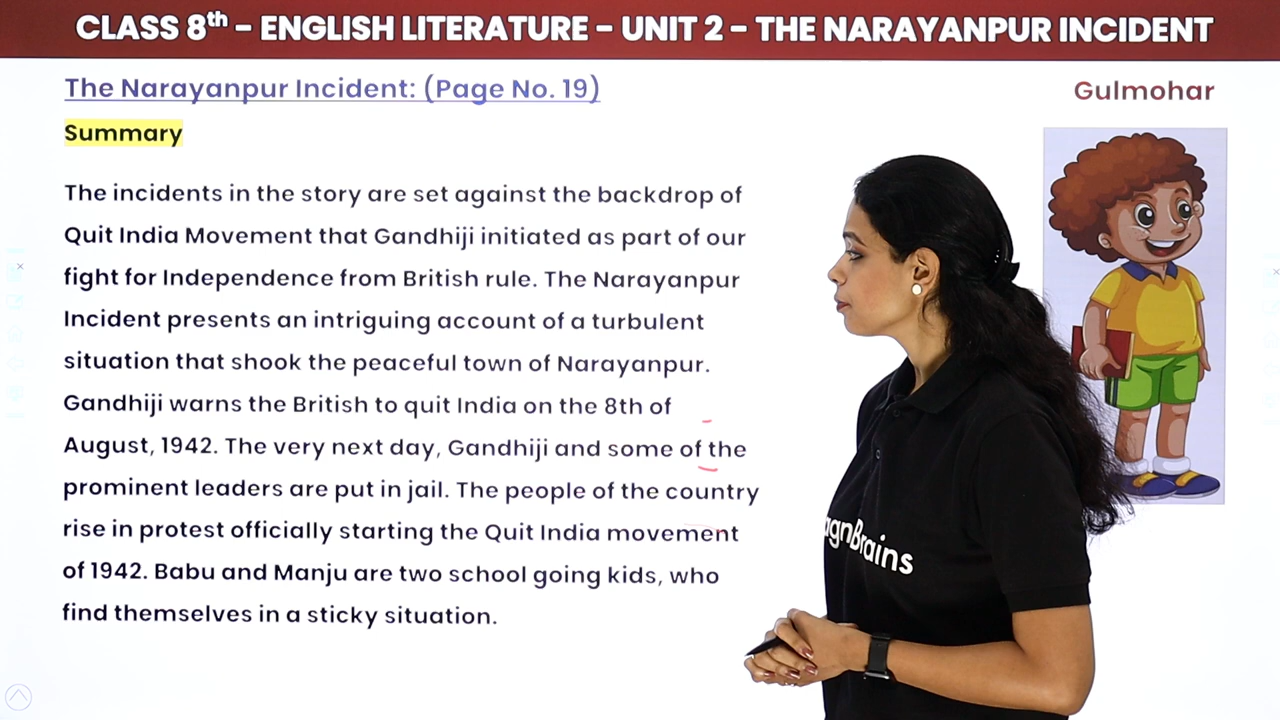 CLASS 8th – ENGLISH LITERATURE – UNIT 2 – THE NARAYANPUR INCIDENT
The Narayanpur Incident: (Page No. 19)
Gulmohar
Summary
The incidents in the story are set against the backdrop of
Quit India Movement that Gandhiji initiated as part of our
fight for Independence from British rule. The Narayanpur
Incident presents an intriguing account of a turbulent
situation that shook the peaceful town of Narayanpur.
Gandhiji warns the British to quit India on the 8th of
August, 1942. The very next day, Gandhiji and some of the
prominent leaders are put in jail. The people of the country
rise in protest officially starting the Quit India movement
of 1942. Babu and Manju are two school going kids, who
find themselves in a sticky situation.
agnBrains